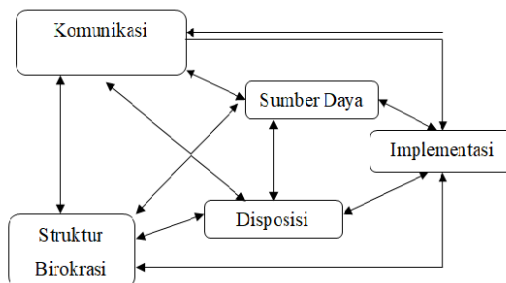 Komunikasi
Sumber Daya
Implementasi
Disposisi
Struktur
Birokrasi